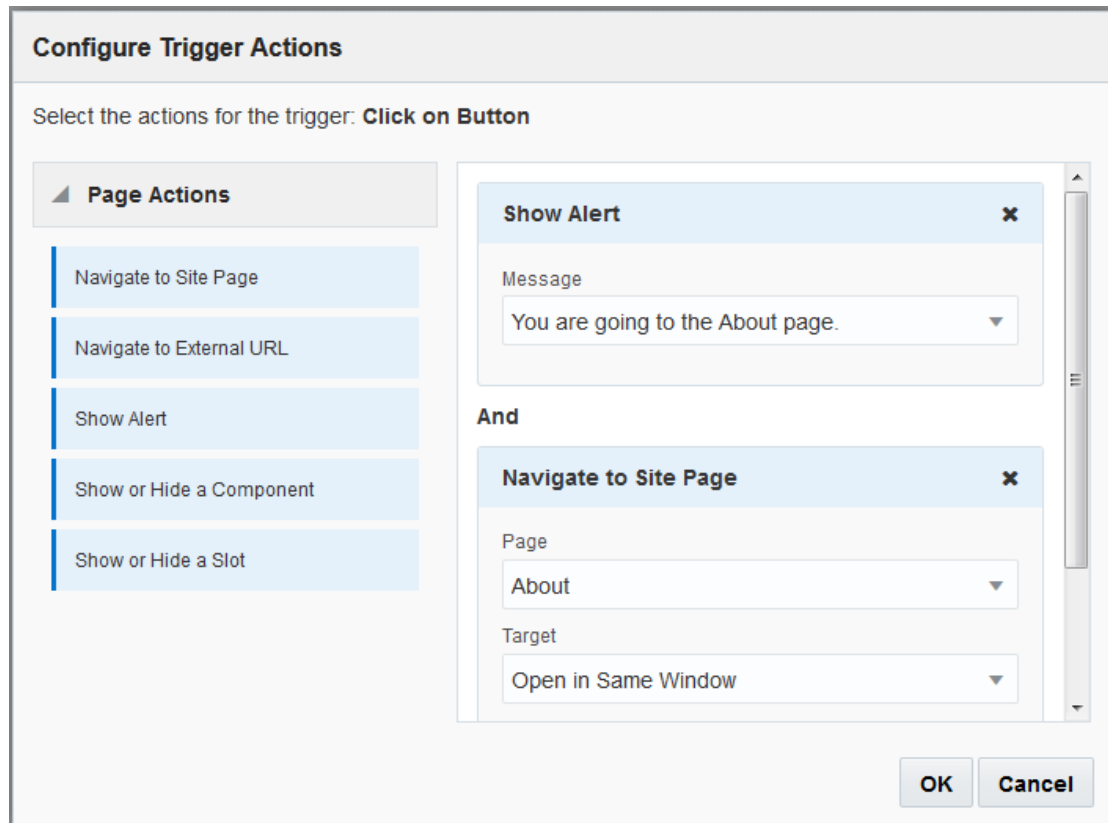 Configure Trigger Actions
Select the actions for the trigger: Click on Button
Page Actions
Navigate to Site Page
Navigate to External URL
Show Alert
Show or Hide a Component
Show or Hide a Slot
Show Alert
Message
You are going to the About page.
And
Navigate to Site Page
Page
About
Target
Open in Same Window
OK
Cancel